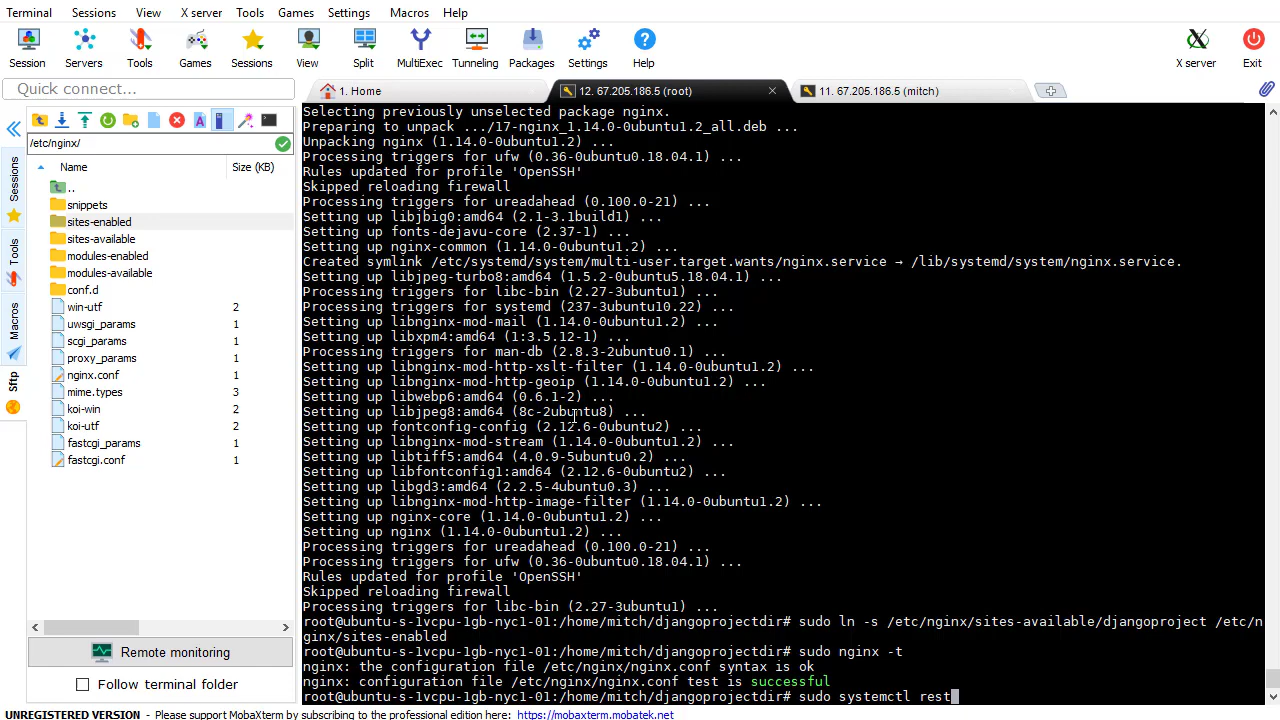 Terminal Sessions View X server Tools Games Settings Macros Help
Session Servers Tools Games Sessions View Split MultiExec Tunneling Packages Settings Help X server Exit
Quick connect...
1. Home
12. 67.205.186.5 (root)
11. 67.205.186.5 (mitch)
/etc/nginx/
Name Size (KB)
..
snippets
sites-enabled
sites-available
modules-enabled
modules-available
conf.d
win-utf 2
uwsgi_params 1
scgi_params 1
proxy_params 1
nginx.conf 1
mime.types 3
koi-win 2
koi-utf 2
fastcgi_params 1
fastcgi.conf 1
Remote monitoring
Follow terminal folder
Sessions
Tools
Macros
Sftp
Selecting previously unselected package nginx.
Preparing to unpack .../17-nginx_1.14.0-0ubuntu1.2_all.deb ...
Unpacking nginx (1.14.0-0ubuntu1.2) ...
Processing triggers for ufw (0.36-0ubuntu0.18.04.1) ...
Rules updated for profile 'OpenSSH'
Skipped reloading firewall
Processing triggers for ureadahead (0.100.0-21) ...
Setting up libjbig0:amd64 (2.1-3.1build1) ...
Setting up fonts-dejavu-core (2.37-1) ...
Setting up nginx-common (1.14.0-0ubuntu1.2) ...
Created symlink /etc/systemd/system/multi-user.target.wants/nginx.service → /lib/systemd/system/nginx.service.
Setting up libjpeg-turbo8:amd64 (1.5.2-0ubuntu5.18.04.1) ...
Processing triggers for libc-bin (2.27-3ubuntu1) ...
Processing triggers for systemd (237-3ubuntu10.22) ...
Setting up libnginx-mod-mail (1.14.0-0ubuntu1.2) ...
Setting up libxpm4:amd64 (1:3.5.12-1) ...
Processing triggers for man-db (2.8.3-2ubuntu0.1) ...
Setting up libnginx-mod-http-xslt-filter (1.14.0-0ubuntu1.2) ...
Setting up libnginx-mod-http-geoip (1.14.0-0ubuntu1.2) ...
Setting up libwebp6:amd64 (0.6.1-2) ...
Setting up libjpeg8:amd64 (8c-2ubuntu8) ...
Setting up fontconfig-config (2.12.6-0ubuntu2) ...
Setting up libnginx-mod-stream (1.14.0-0ubuntu1.2) ...
Setting up libtiff5:amd64 (4.0.9-5ubuntu0.2) ...
Setting up libfontconfig1:amd64 (2.12.6-0ubuntu2) ...
Setting up libgd3:amd64 (2.2.5-4ubuntu0.3) ...
Setting up libnginx-mod-http-image-filter (1.14.0-0ubuntu1.2) ...
Setting up nginx-core (1.14.0-0ubuntu1.2) ...
Setting up nginx (1.14.0-0ubuntu1.2) ...
Processing triggers for ureadahead (0.100.0-21) ...
Processing triggers for ufw (0.36-0ubuntu0.18.04.1) ...
Rules updated for profile 'OpenSSH'
Skipped reloading firewall
Processing triggers for libc-bin (2.27-3ubuntu1) ...
root@ubuntu-s-1vcpu-1gb-nyc1-01:/home/mitch/djangoprojectdir# sudo ln -s /etc/nginx/sites-available/djangoproject /etc/n
ginx/sites-enabled
root@ubuntu-s-1vcpu-1gb-nyc1-01:/home/mitch/djangoprojectdir# sudo nginx -t
nginx: the configuration file /etc/nginx/nginx.conf syntax is ok
nginx: configuration file /etc/nginx/nginx.conf test is successful
root@ubuntu-s-1vcpu-1gb-nyc1-01:/home/mitch/djangoprojectdir# sudo systemctl rest
UNREGISTERED VERSION - Please support MobaXterm by subscribing to the professional edition here: https://mobaxterm.mobatek.net